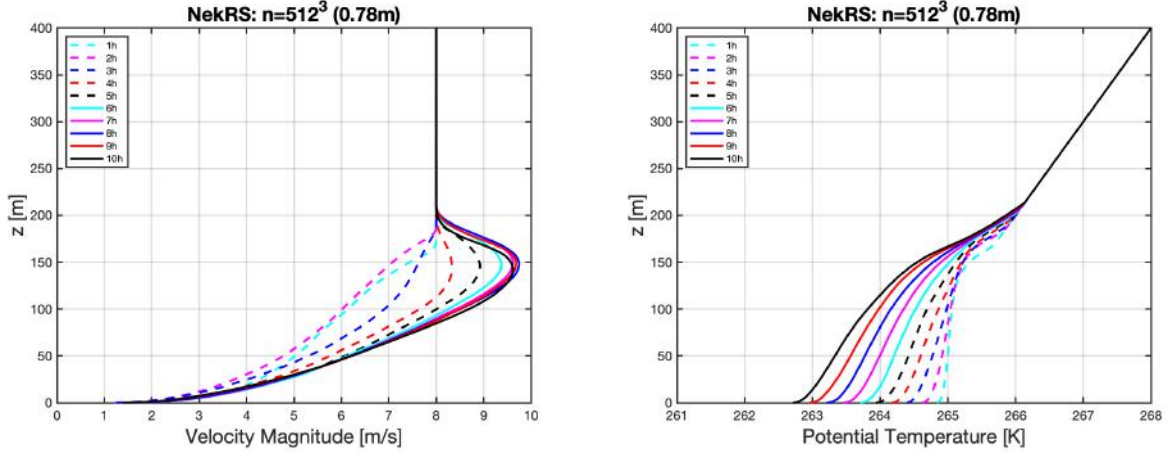 NekRS: n=512³ (0.78m)
400
350
300
250
200
150
100
50
0
z [m]
1h
2h
3h
4h
5h
6h
7h
8h
9h
10h
0 1 2 3 4 5 6 7 8 9 10
Velocity Magnitude [m/s]
NekRS: n=512³ (0.78m)
400
350
300
250
200
150
100
50
0
z [m]
1h
2h
3h
4h
5h
6h
7h
8h
9h
10h
261 262 263 264 265 266 267 268
Potential Temperature [K]